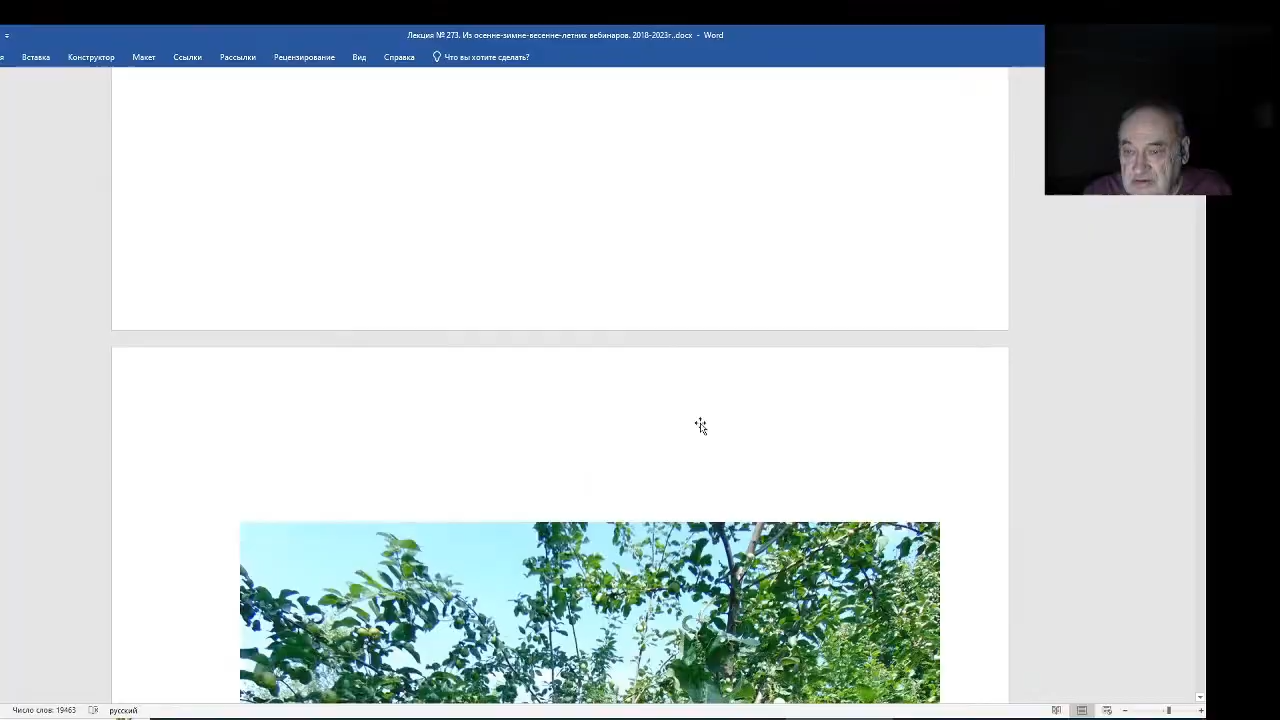 Лекция № 273. Из осенне-зимне-весенне-летних вебинаров. 2018-2023г..docx - Word
я Вставка Конструктор Макет Ссылки Рассылки Рецензирование Вид Справка Что вы хотите сделать?
Число слов: 19463 русский